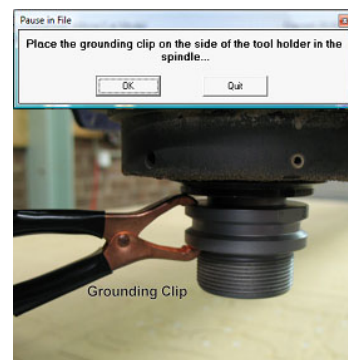 Pause in File
Place the grounding clip on the side of the tool holder in the
spindle...
OK
Quit
Grounding Clip